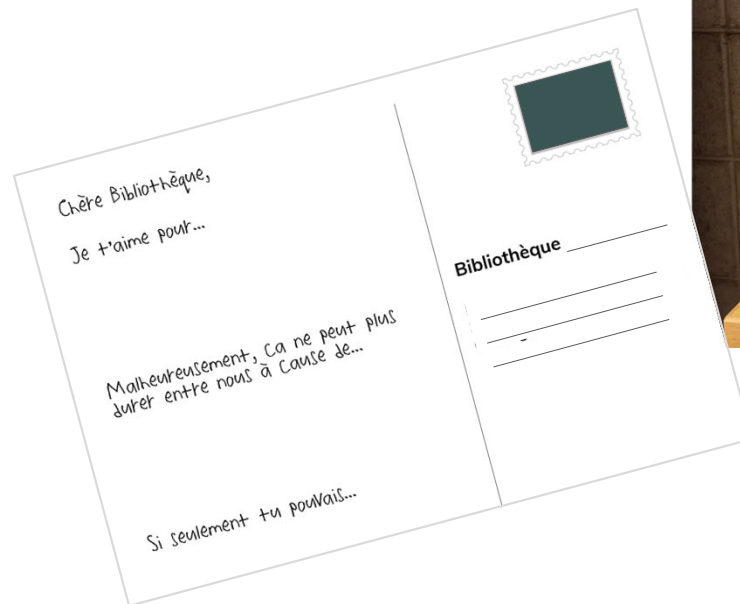 Chère Bibliothèque,
Je t'aime pour...
Malheureusement, ca ne peut plus
durer entre nous à cause de...
Si seulement tu pouvais...
Bibliothèque